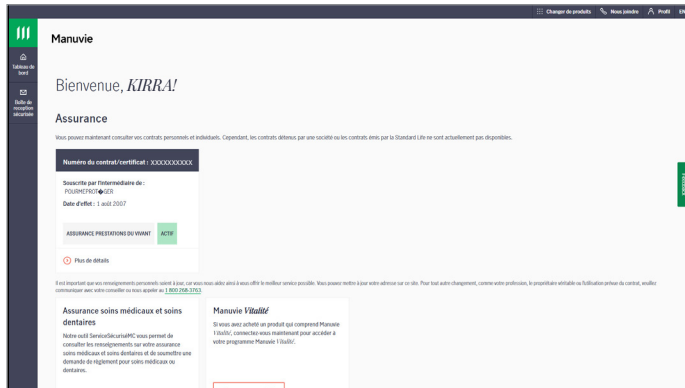 Changer de produits Nous joindre Profil EN
Manuvie
Tableau de
bord
Boîte de
réception
sécurisée
Bienvenue, KIRRA!
Assurance
Vous pouvez maintenant consulter vos contrats personnels et individuels. Cependant, les contrats détenus par une société ou les contrats émis par la Standard Life ne sont actuellement pas disponibles.
Numéro du contrat/certificat : XXXXXXXXXX
Souscrite par l'intermédiaire de :
POURMEPROT�GER
Date d'effet : 1 août 2007
ASSURANCE PRESTATIONS DU VIVANT ACTIF
Plus de détails
Feedback
Il est important que vos renseignements personnels soient à jour, car vous nous aidez ainsi à vous offrir le meilleur service possible. Vous pouvez mettre à jour votre adresse sur ce site. Pour tout autre changement, comme votre profession, le propriétaire véritable ou l'utilisation prévue du contrat, veuillez
communiquer avec votre conseiller ou nous appeler au 1 800 268-3763.
Assurance soins médicaux et soins
dentaires
Notre outil ServiceSécuriséMC vous permet de
consulter les renseignements sur votre assurance
soins médicaux et soins dentaires et de soumettre une
demande de règlement pour soins médicaux ou
dentaires.
Manuvie Vitalité
Si vous avez acheté un produit qui comprend Manuvie
Vitalité, connectez-vous maintenant pour accéder à
votre programme Manuvie Vitalité.